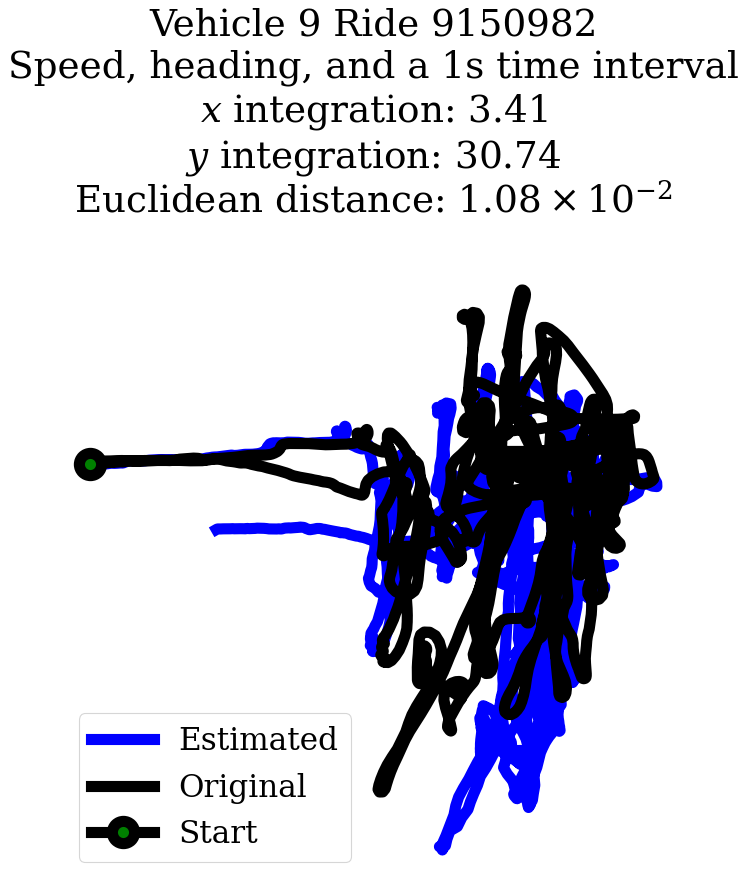 Vehicle 9 Ride 9150982
Speed, heading, and a 1s time interval
x integration: 3.41
y integration: 30.74
Euclidean distance: 1.08 × 10⁻²
Estimated
Original
Start